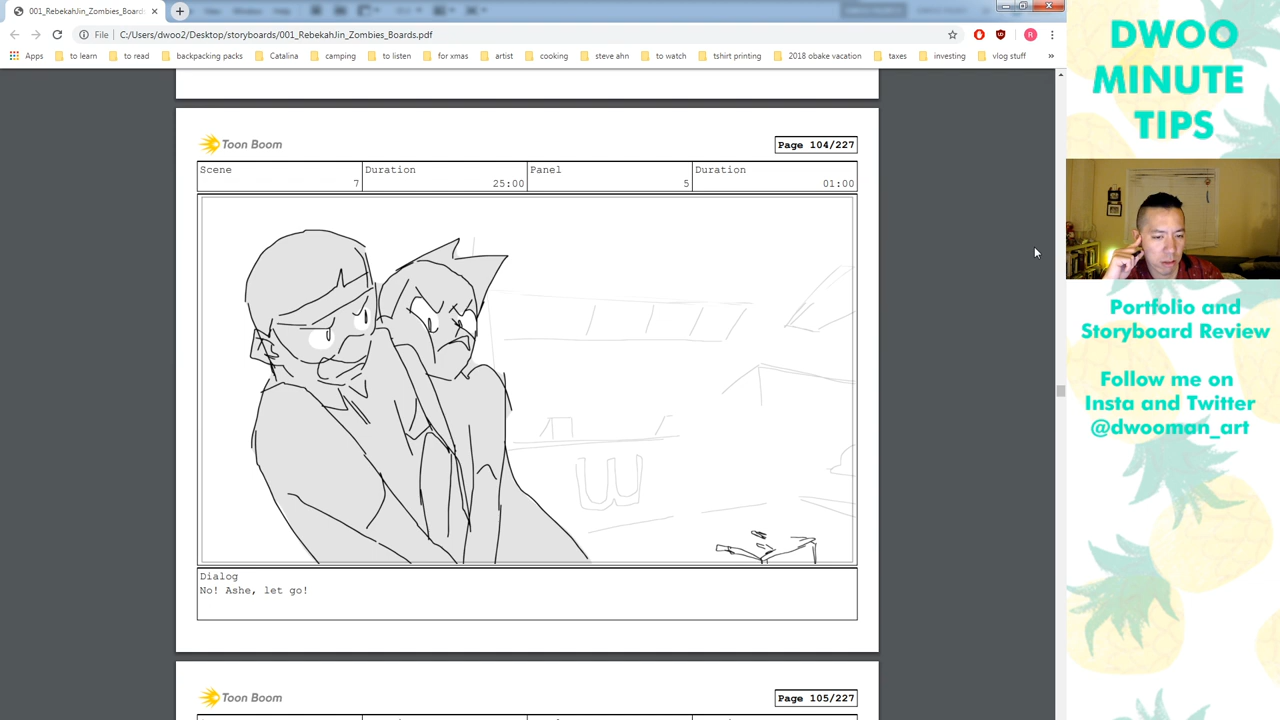 001_RebekahJin_Zombies_Board
File
C:/Users/dwoo2/Desktop/storyboards/001_RebekahJin_Zombies_Boards.pdf
R
Apps
to learn
to read
backpacking packs
Catalina
camping
to listen
for xmas
artist
cooking
steve ahn
to watch
tshirt printing
2018 obake vacation
taxes
investing
vlog stuff
»
DWOO
MINUTE
TIPS
Toon Boom
Page 104/227
Scene
7
Duration
25:00
Panel
5
Duration
01:00
Dialog
No! Ashe, let go!
Toon Boom
Page 105/227
Portfolio and
Storyboard Review
Follow me on
Insta and Twitter
@dwooman_art